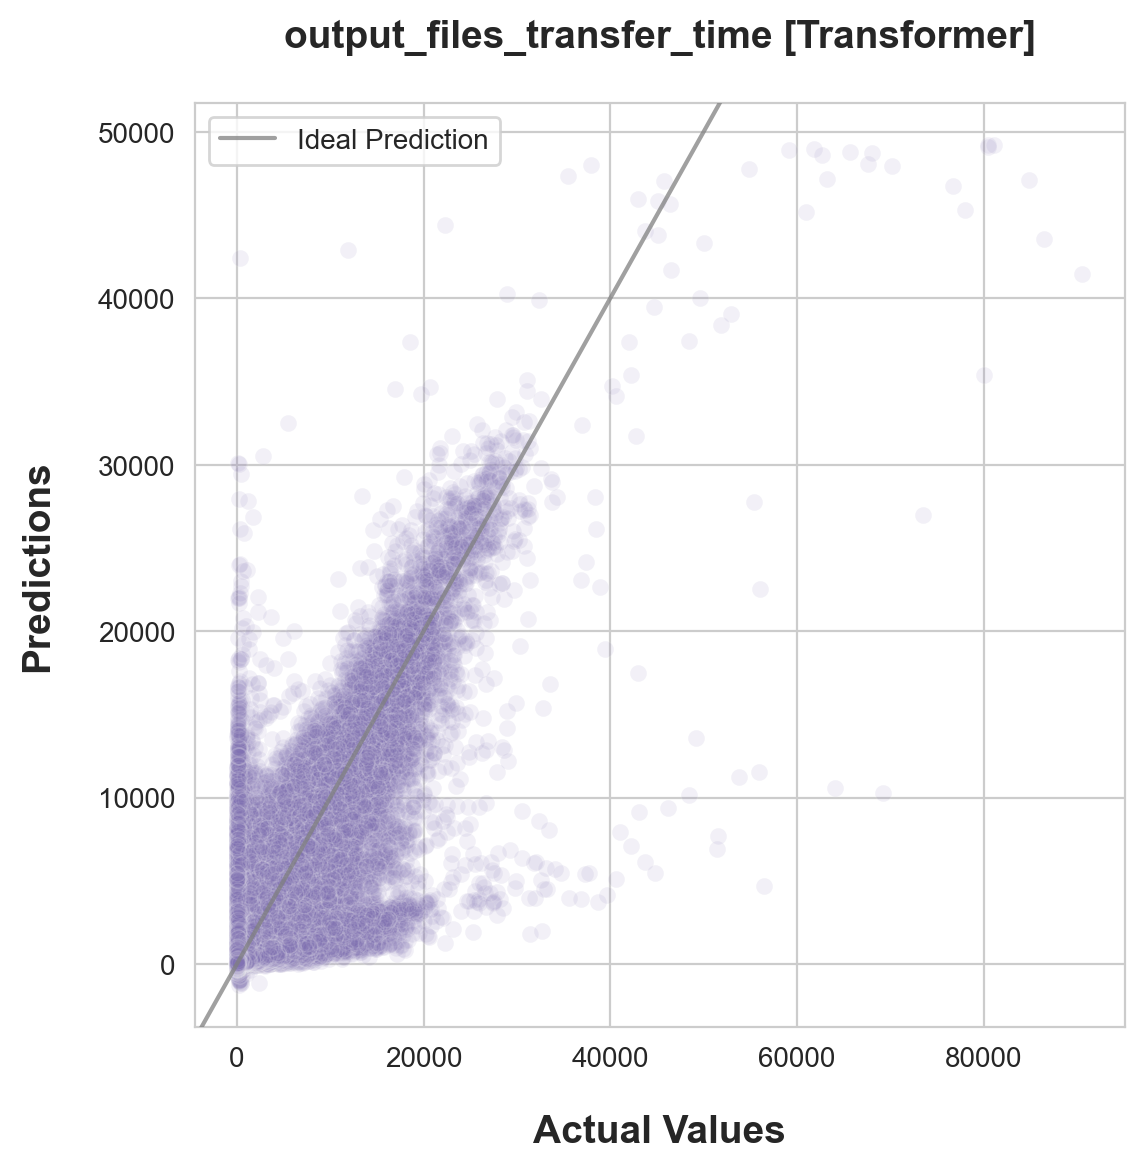 output_files_transfer_time [Transformer]
Ideal Prediction
50000
40000
30000
20000
10000
0
Predictions
0 20000 40000 60000 80000
Actual Values